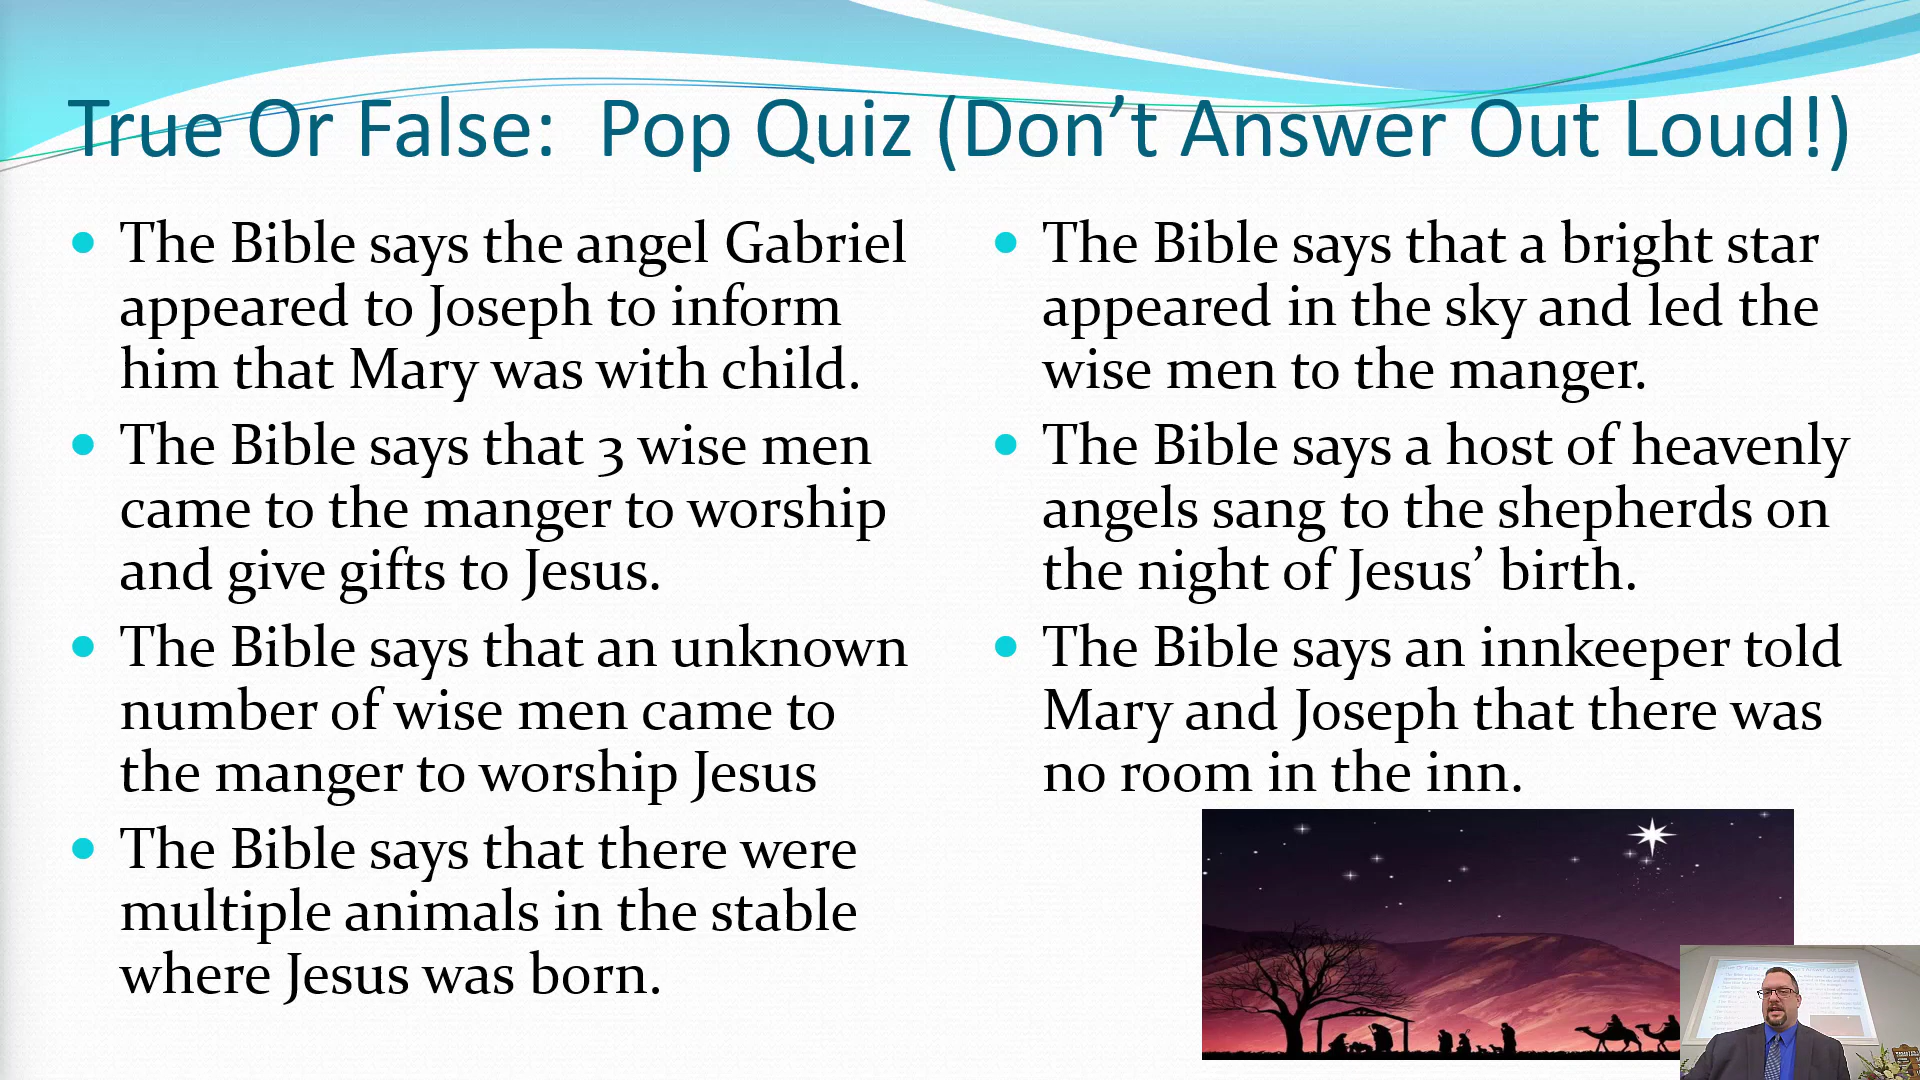 True Or False:  Pop Quiz (Don’t Answer Out Loud!)
The Bible says the angel Gabriel
appeared to Joseph to inform
him that Mary was with child.
The Bible says that 3 wise men
came to the manger to worship
and give gifts to Jesus.
The Bible says that an unknown
number of wise men came to
the manger to worship Jesus
The Bible says that there were
multiple animals in the stable
where Jesus was born.
The Bible says that a bright star
appeared in the sky and led the
wise men to the manger.
The Bible says a host of heavenly
angels sang to the shepherds on
the night of Jesus’ birth.
The Bible says an innkeeper told
Mary and Joseph that there was
no room in the inn.